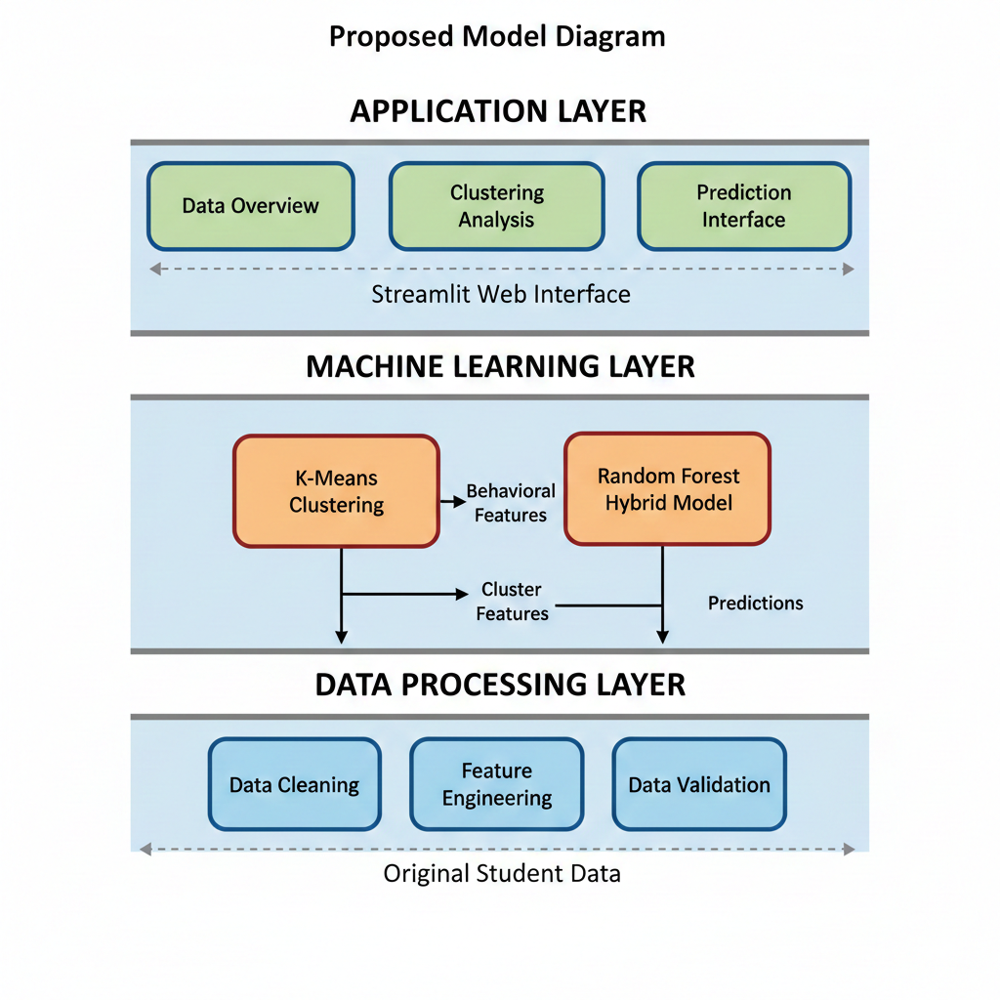 Proposed Model Diagram
APPLICATION LAYER
Data Overview
Clustering
Analysis
Prediction
Interface
Streamlit Web Interface
MACHINE LEARNING LAYER
K-Means
Clustering
Behavioral
Features
Random Forest
Hybrid Model
Cluster
Features
Predictions
DATA PROCESSING LAYER
Data Cleaning
Feature
Engineering
Data Validation
Original Student Data